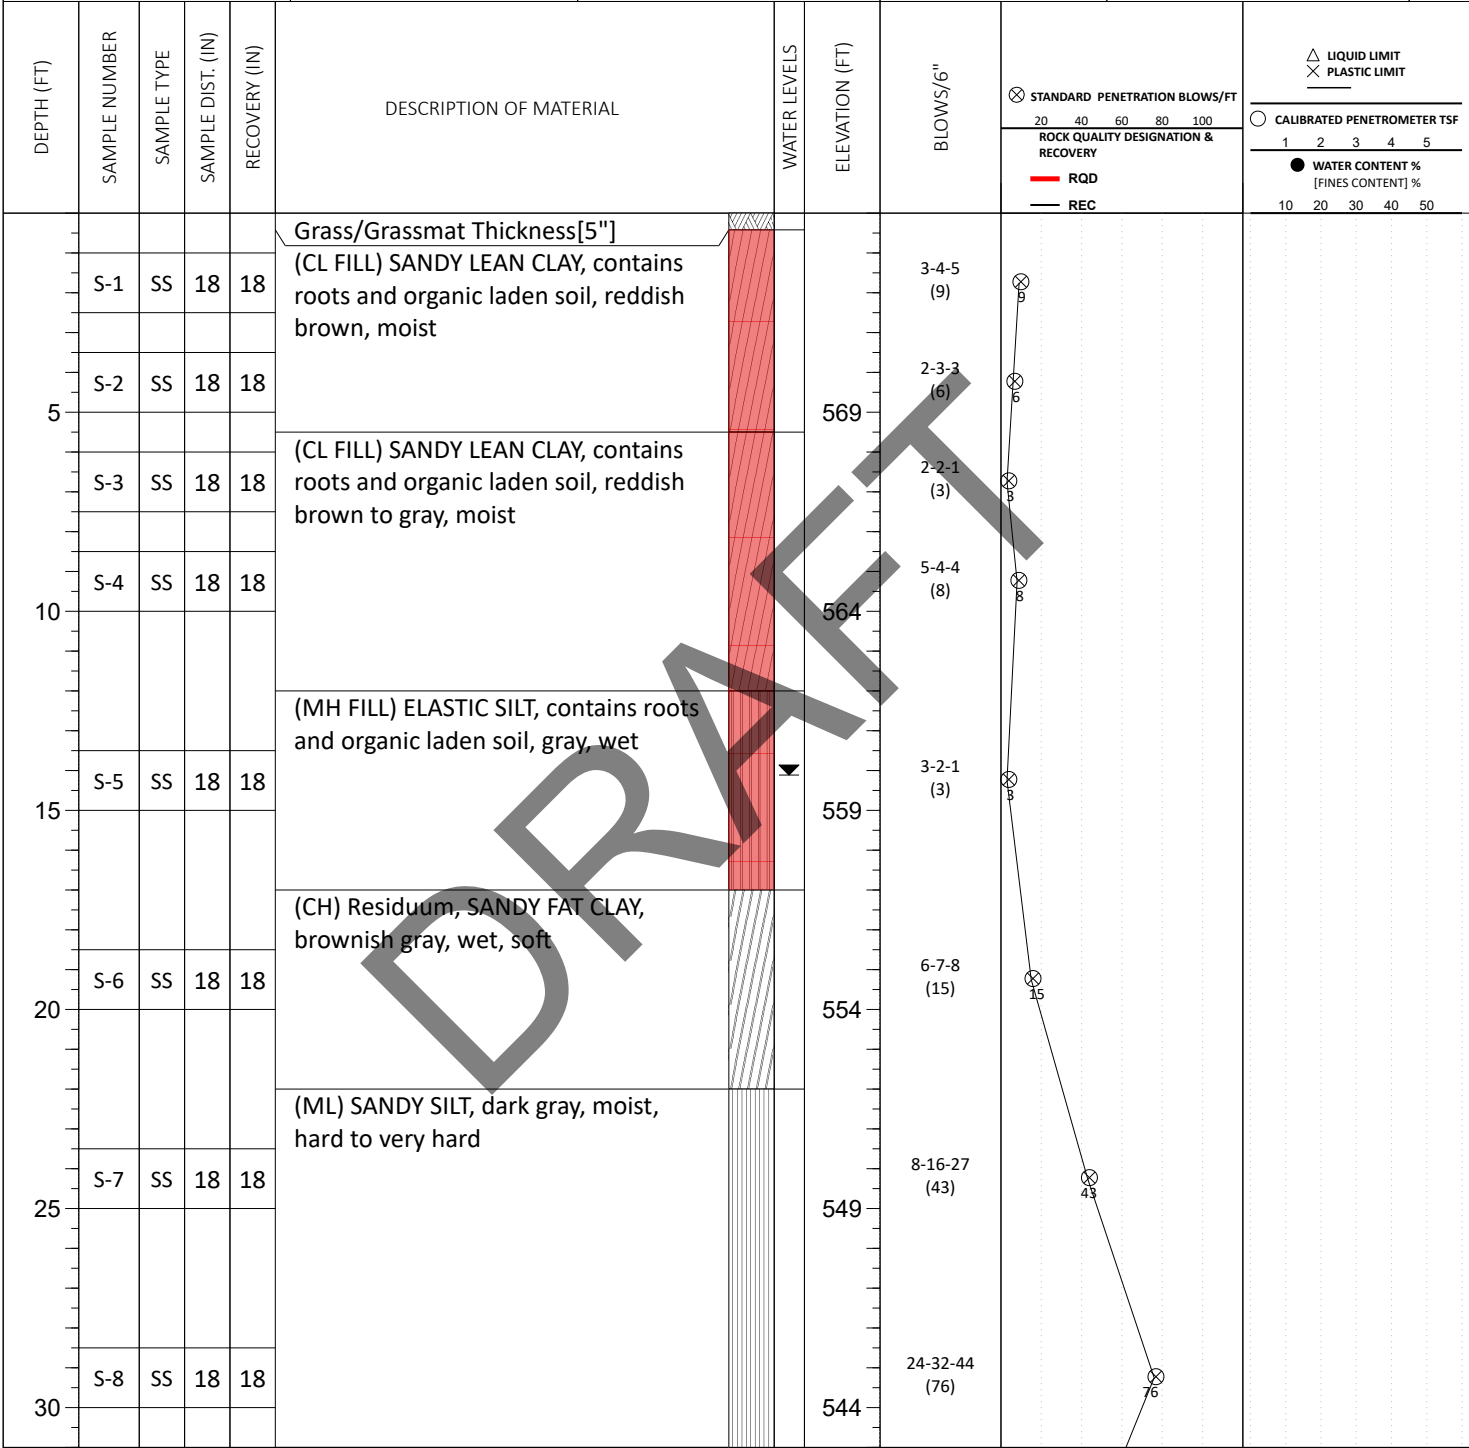 DEPTH (FT)
SAMPLE NUMBER
SAMPLE TYPE
SAMPLE DIST. (IN)
RECOVERY (IN)
DESCRIPTION OF MATERIAL
WATER LEVELS
ELEVATION (FT)
BLOWS/6"
STANDARD PENETRATION BLOWS/FT
20 40 60 80 100
ROCK QUALITY DESIGNATION &
RECOVERY
RQD
REC
LIQUID LIMIT
PLASTIC LIMIT
CALIBRATED PENETROMETER TSF
1 2 3 4 5
WATER CONTENT %
[FINES CONTENT] %
10 20 30 40 50
Grass/Grassmat Thickness[5"]
(CL FILL) SANDY LEAN CLAY, contains
roots and organic laden soil, reddish
brown, moist
S-1 SS 18 18
3-4-5
(9)
9
S-2 SS 18 18
2-3-3
(6)
6
5
569
(CL FILL) SANDY LEAN CLAY, contains
roots and organic laden soil, reddish
brown to gray, moist
S-3 SS 18 18
2-2-1
(3)
3
S-4 SS 18 18
5-4-4
(8)
8
10
564
(MH FILL) ELASTIC SILT, contains roots
and organic laden soil, gray, wet
S-5 SS 18 18
3-2-1
(3)
3
15
559
(CH) Residuum, SANDY FAT CLAY,
brownish gray, wet, soft
S-6 SS 18 18
6-7-8
(15)
15
20
554
(ML) SANDY SILT, dark gray, moist,
hard to very hard
S-7 SS 18 18
8-16-27
(43)
43
25
549
S-8 SS 18 18
24-32-44
(76)
76
30
544
DRAFT